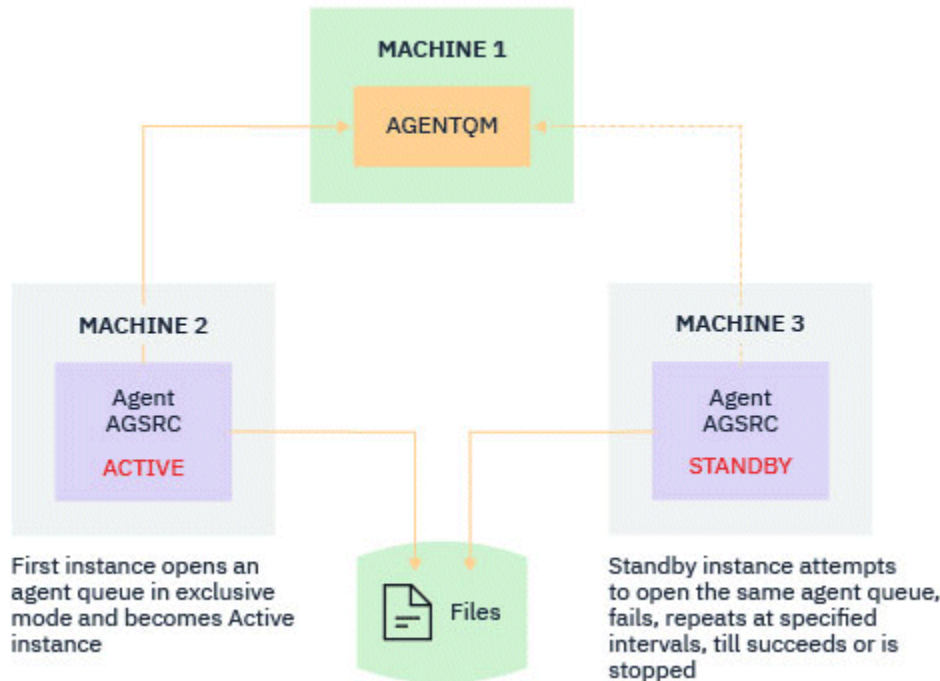 MACHINE 1
AGENTQM
MACHINE 2
Agent
AGSRC
ACTIVE
MACHINE 3
Agent
AGSRC
STANDBY
First instance opens an
agent queue in exclusive
mode and becomes Active
instance
Files
Standby instance attempts
to open the same agent queue,
fails, repeats at specified
intervals, till succeeds or is
stopped